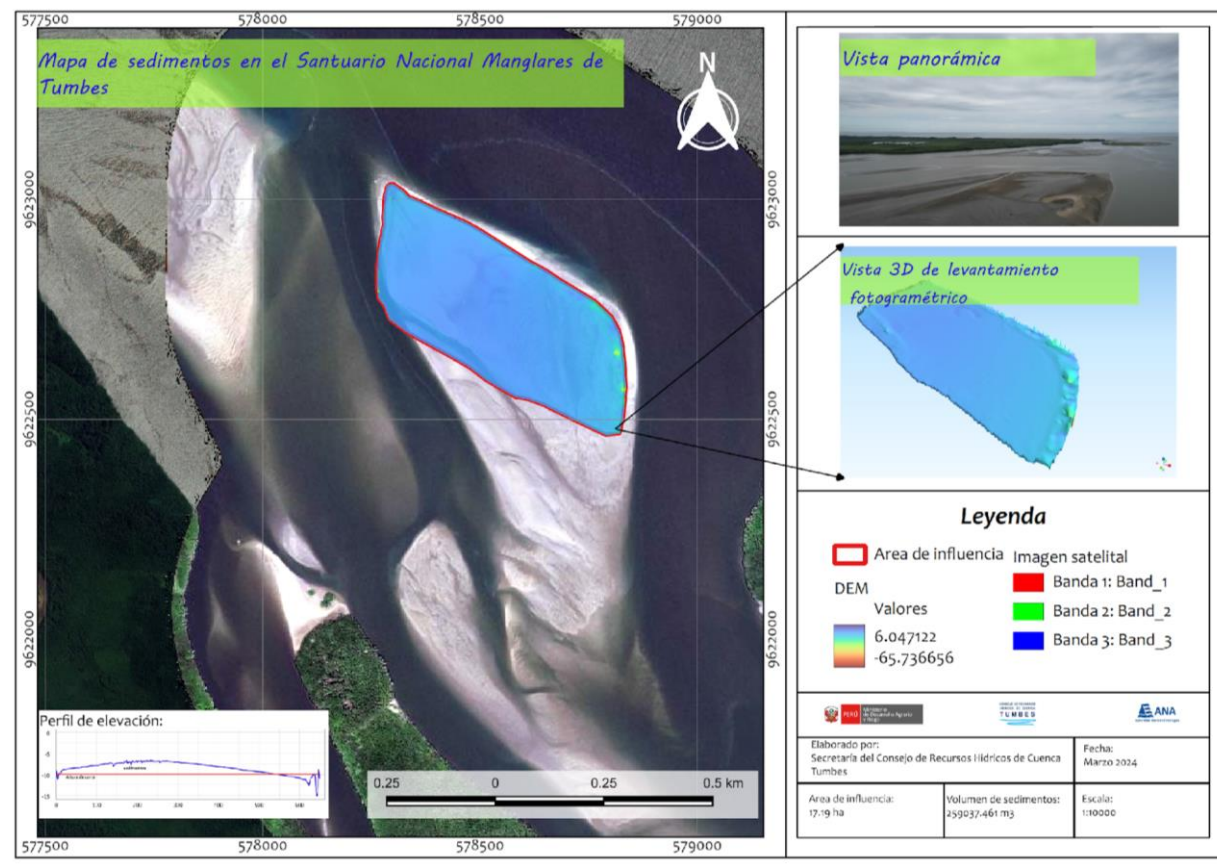 577500 578000 578500 579000
Mapa de sedimentos en el Santuario Nacional Manglares de
Tumbes
N
9623000 9623000
9622500 9622500
9622000 9622000
Perfil de elevación:
0.25 0 0.25 0.5 km
577500 578000 578500 579000
Vista panorámica
Vista 3D de levantamiento
fotogramétrico
Leyenda
Area de influencia
DEM
Valores
6.047122
-65.736656
Imagen satelital
Banda 1: Band_1
Banda 2: Band_2
Banda 3: Band_3
PERÚ
TUMBES
ANA
Elaborado por:
Secretaría del Consejo de Recursos Hídricos de Cuenca
Tumbes
Fecha:
Marzo 2024
Area de influencia:
17.19 ha
Volumen de sedimentos:
259037.461 m3
Escala:
1:10000